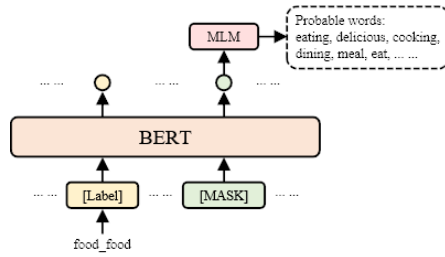 Probable words:
eating, delicious, cooking,
dining, meal, eat, ... ...
MLM
... ...
... ...
... ...
BERT
... ...
[Label]
... ...
[MASK]
... ...
food_food